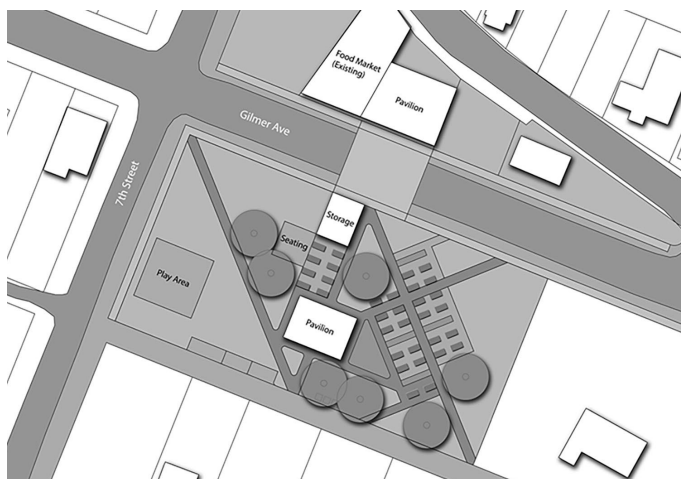 Food Market
(Existing)
Pavilion
Gilmer Ave
7th Street
Storage
Seating
Play Area
Pavilion